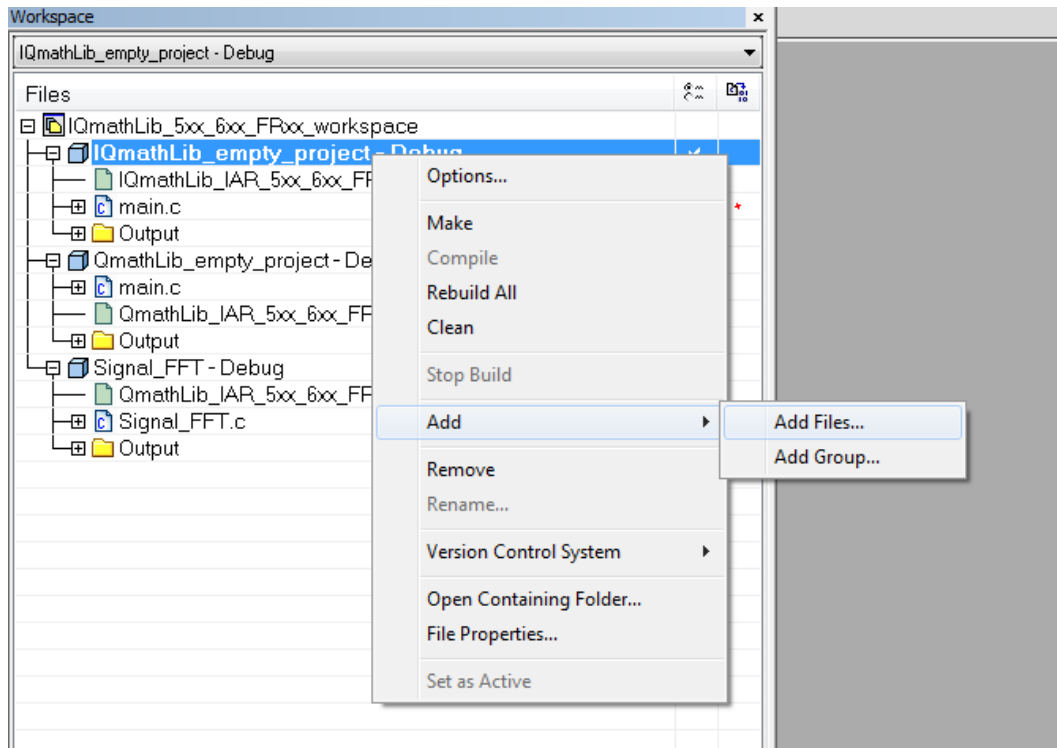 Workspace
IQmathLib_empty_project - Debug
Files
IQmathLib_5xx_6xx_FRxx_workspace
IQmathLib_empty_project - Debug
IQmathLib_IAR_5xx_6xx_FF
main.c
Output
QmathLib_empty_project - De
main.c
QmathLib_IAR_5xx_6xx_FF
Output
Signal_FFT - Debug
QmathLib_IAR_5xx_6xx_FF
Signal_FFT.c
Output
Options...
Make
Compile
Rebuild All
Clean
Stop Build
Add
Remove
Rename...
Version Control System
Open Containing Folder...
File Properties...
Set as Active
Add Files...
Add Group...